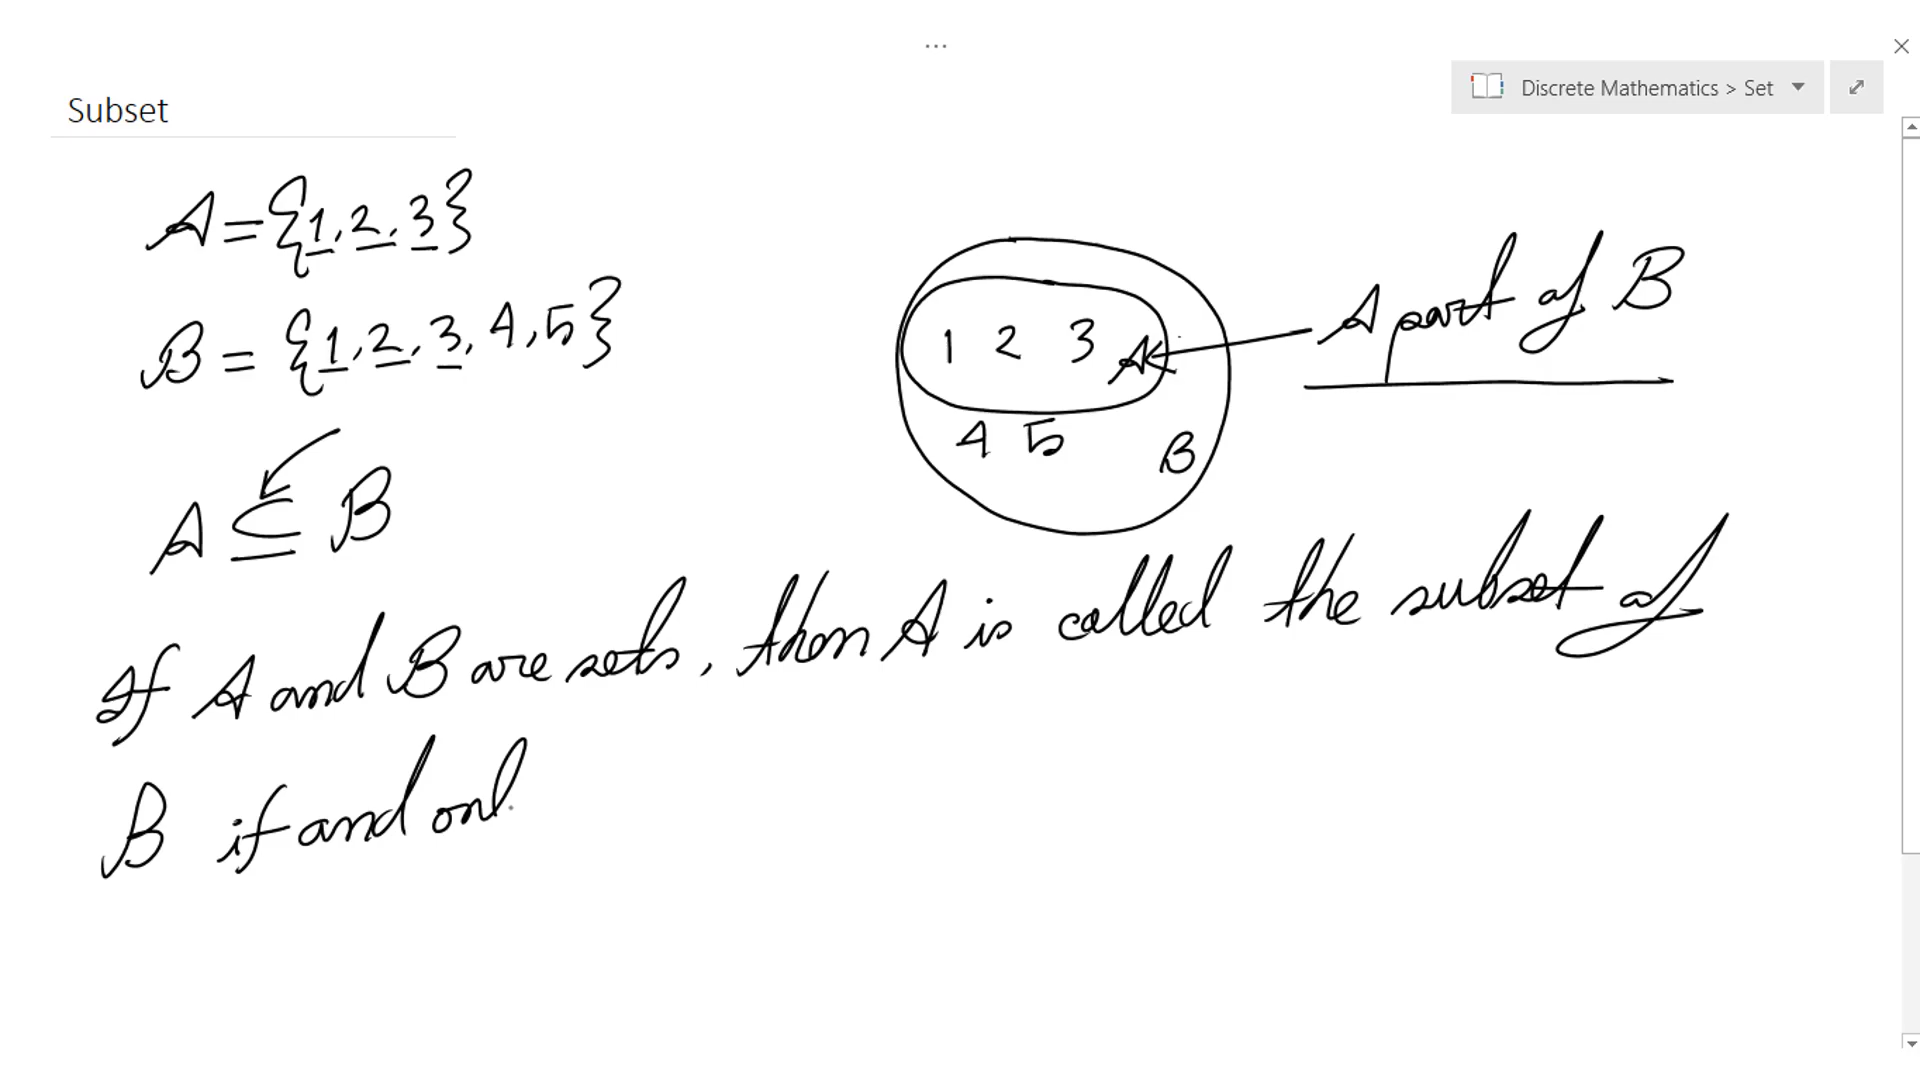 ...
Discrete Mathematics > Set
Subset
A = {1, 2, 3}
B = {1, 2, 3, 4, 5}
1 2 3 A
4 5 B
A part of B
A ⊆ B
If A and B are sets, then A is called the subset of
B if and onl